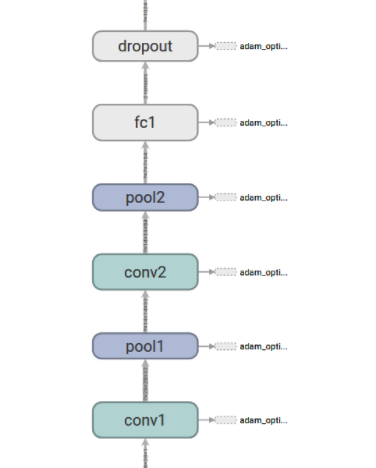 dropout adam_opti...
fc1 adam_opti...
pool2 adam_opti...
conv2 adam_opti...
pool1 adam_opti...
conv1 adam_opti...